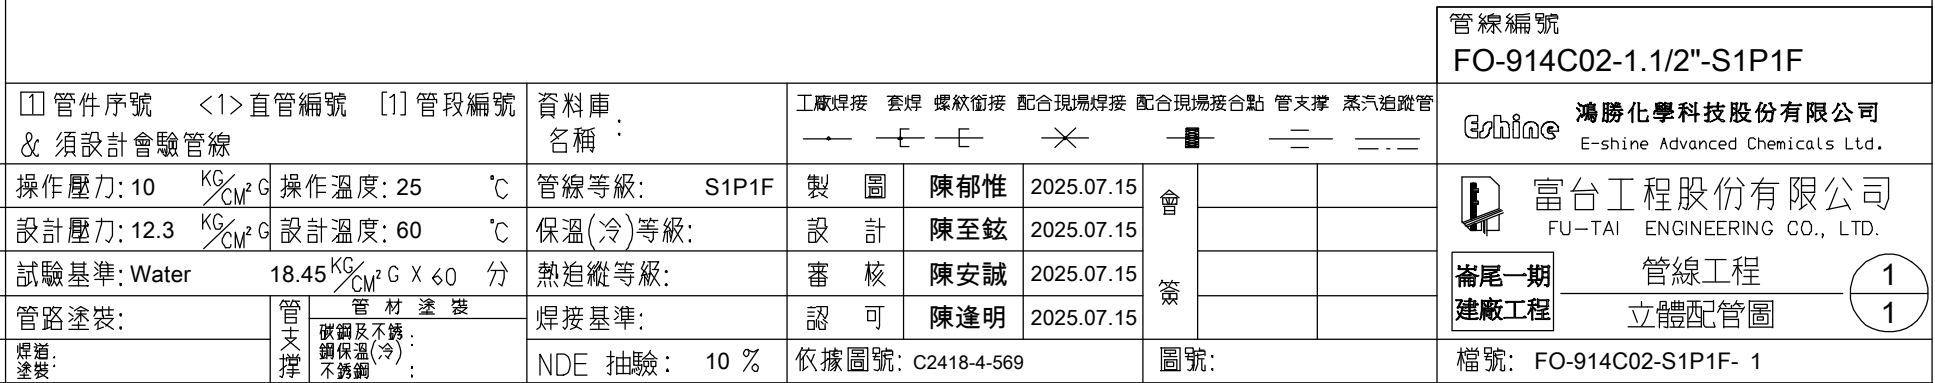 管線編號
FO-914C02-1.1/2"-S1P1F
1 管件序號 <1>直管編號 [1] 管段編號
& 須設計會驗管線
資料庫
名稱 :
工廠焊接 套焊 螺紋銜接 配合現場焊接 配合現場接合點 管支撐 蒸汽追蹤管
Eshine 鴻勝化學科技股份有限公司
E-shine Advanced Chemicals Ltd.
操作壓力: 10 KG/CM² G 操作溫度: 25 °C 管線等級: S1P1F 製 圖 陳郁惟 2025.07.15
設計壓力: 12.3 KG/CM² G 設計溫度: 60 °C 保溫(冷)等級: 設 計 陳至鉉 2025.07.15
試驗基準: Water 18.45 KG/CM² G X 60 分 熱追縱等級: 審 核 陳安誠 2025.07.15
管路塗裝: 管支撐 管 材 塗 裝 焊接基準: 認 可 陳逢明 2025.07.15
會 簽
碳鋼及不銹
鋼保溫(冷) :
不銹鋼 :
焊道
塗裝:
NDE 抽驗: 10 % 依據圖號: C2418-4-569 圖號:
富台工程股份有限公司
FU-TAI ENGINEERING CO., LTD.
崙尾一期
建廠工程
管線工程
立體配管圖
1
1
檔號: FO-914C02-S1P1F- 1